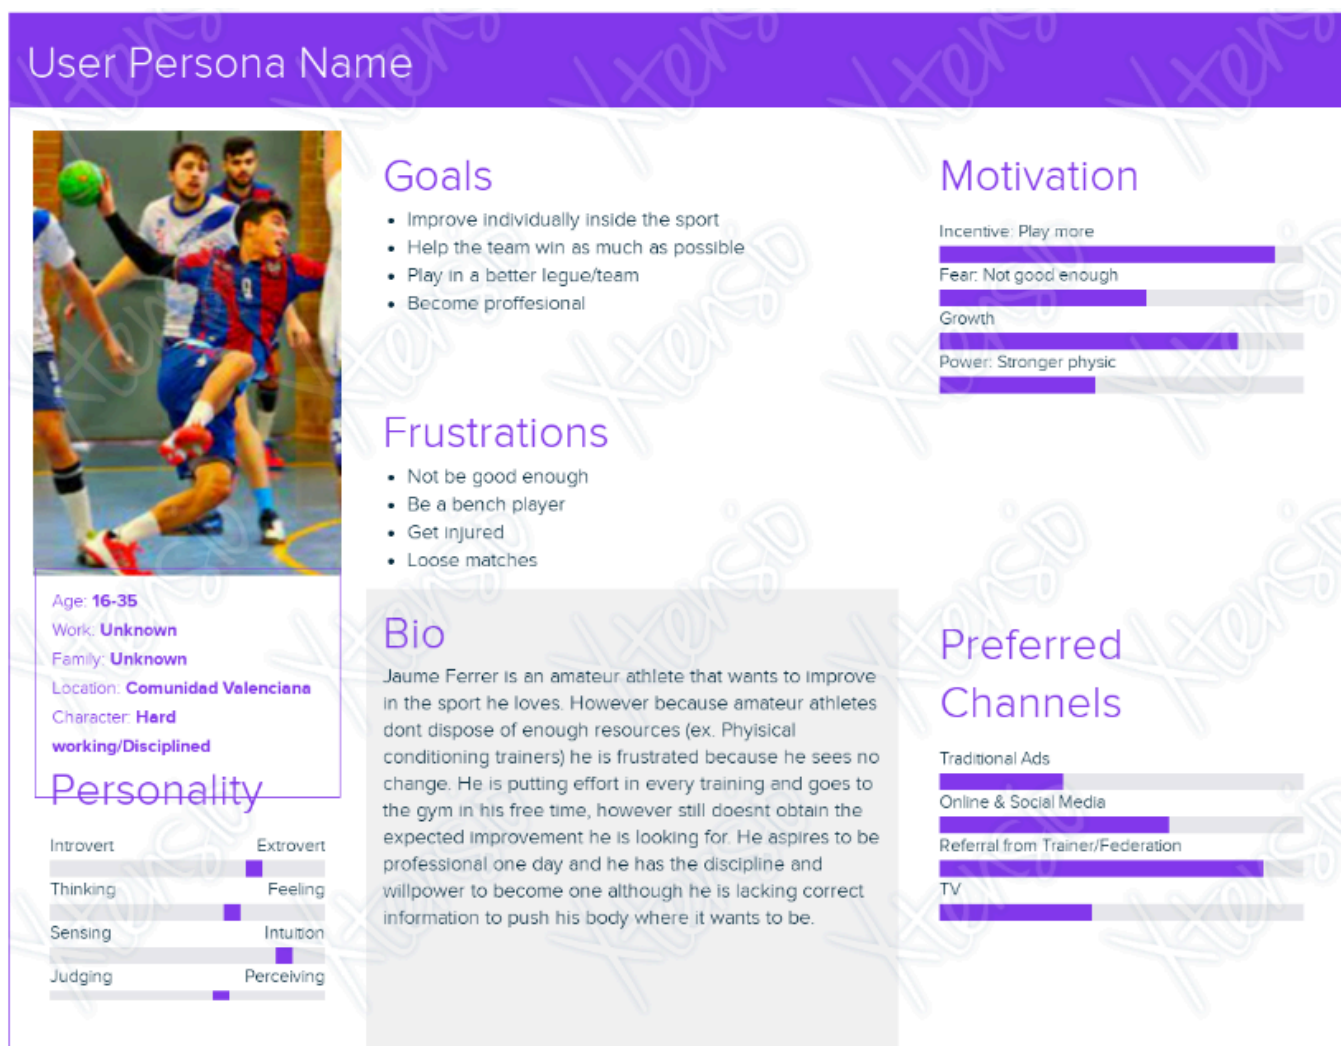 User Persona Name
Goals
• Improve individually inside the sport
• Help the team win as much as possible
• Play in a better legue/team
• Become proffesional
Motivation
Incentive: Play more
Fear: Not good enough
Growth
Power: Stronger physic
9
Frustrations
• Not be good enough
• Be a bench player
• Get injured
• Loose matches
Age: 16-35
Work: Unknown
Family: Unknown
Location: Comunidad Valenciana
Character: Hard
working/Disciplined
Personality
Introvert Extrovert
Thinking Feeling
Sensing Intuition
Judging Perceiving
Bio
Jaume Ferrer is an amateur athlete that wants to improve
in the sport he loves. However because amateur athletes
dont dispose of enough resources (ex. Phyisical
conditioning trainers) he is frustrated because he sees no
change. He is putting effort in every training and goes to
the gym in his free time, however still doesnt obtain the
expected improvement he is looking for. He aspires to be
professional one day and he has the discipline and
willpower to become one although he is lacking correct
information to push his body where it wants to be.
Preferred
Channels
Traditional Ads
Online & Social Media
Referral from Trainer/Federation
TV
Xtensio